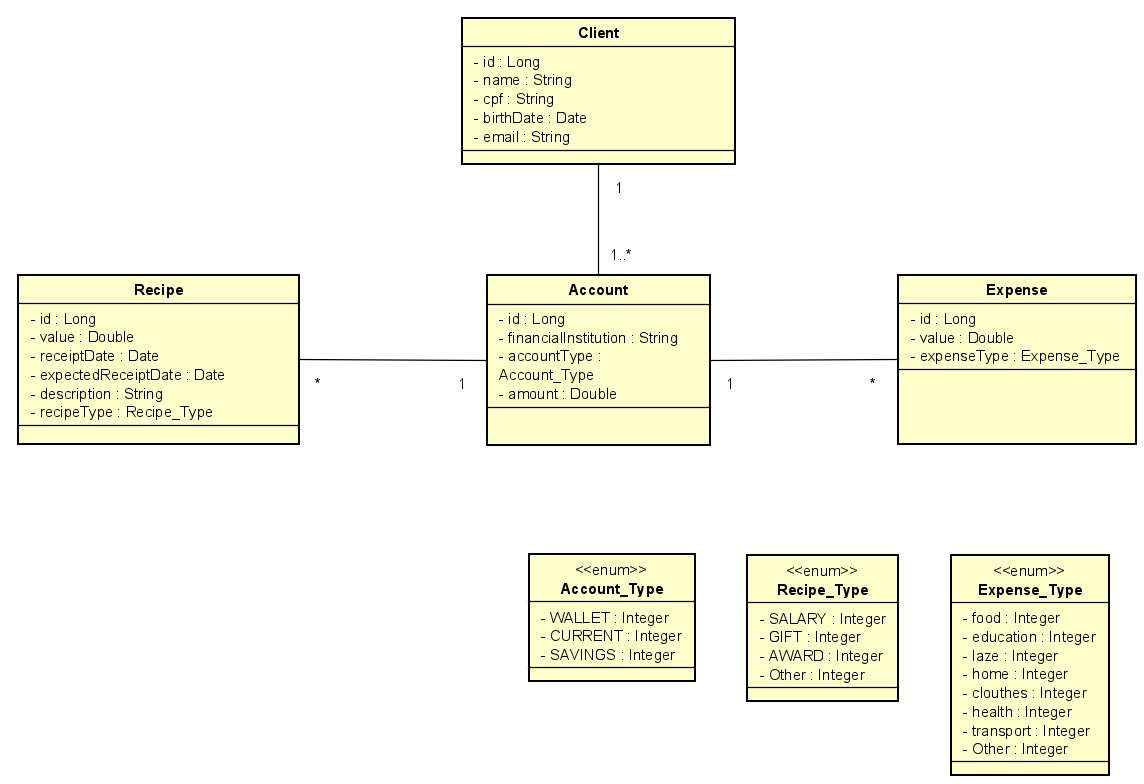 Client
- id : Long
- name : String
- cpf : String
- birthDate : Date
- email : String
1
1..*
Recipe
- id : Long
- value : Double
- receiptDate : Date
- expectedReceiptDate : Date
- description : String
- recipeType : Recipe_Type
*
1
Account
- id : Long
- financialInstitution : String
- accountType :
Account_Type
- amount : Double
1
*
Expense
- id : Long
- value : Double
- expenseType : Expense_Type
<<enum>>
Account_Type
- WALLET : Integer
- CURRENT : Integer
- SAVINGS : Integer
<<enum>>
Recipe_Type
- SALARY : Integer
- GIFT : Integer
- AWARD : Integer
- Other : Integer
<<enum>>
Expense_Type
- food : Integer
- education : Integer
- laze : Integer
- home : Integer
- clouthes : Integer
- health : Integer
- transport : Integer
- Other : Integer